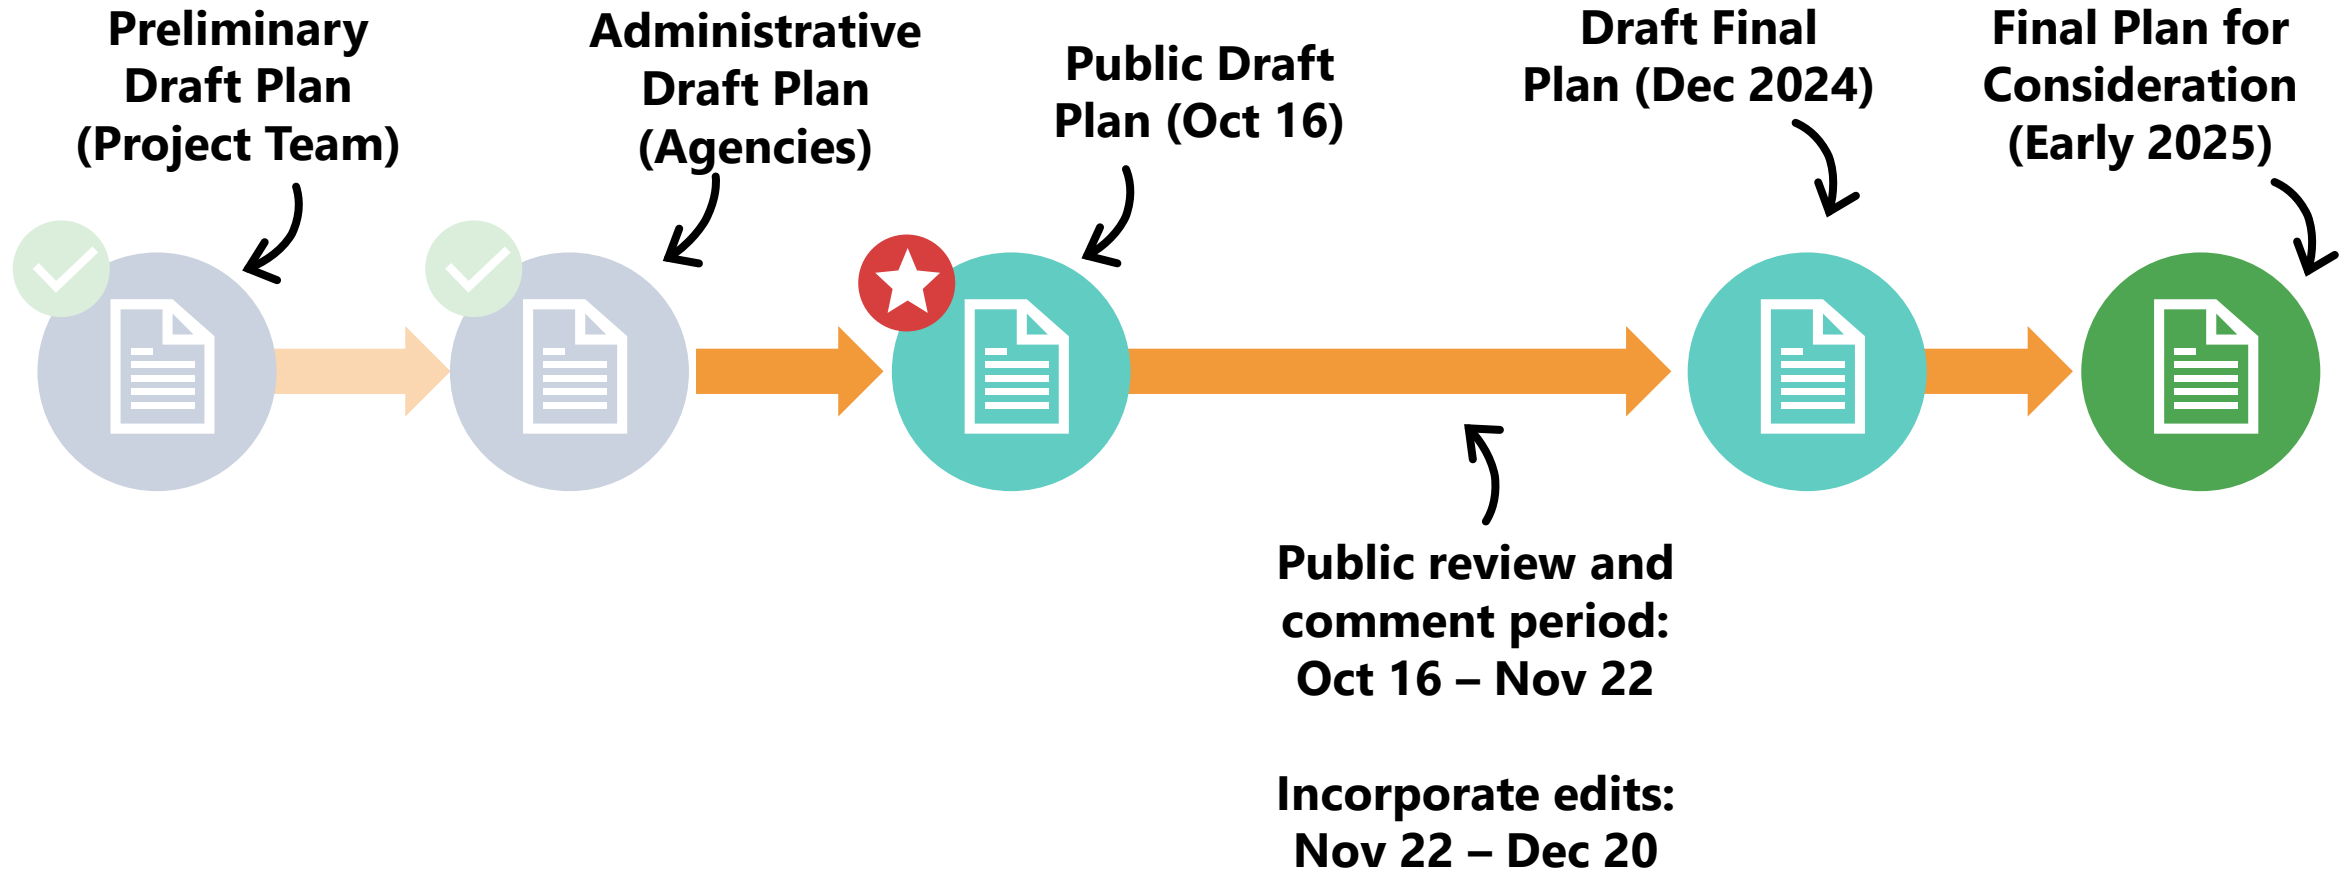 Preliminary
Draft Plan
(Project Team)
Administrative
Draft Plan
(Agencies)
Public Draft
Plan (Oct 16)
Draft Final
Plan (Dec 2024)
Final Plan for
Consideration
(Early 2025)
Public review and
comment period:
Oct 16 – Nov 22
Incorporate edits:
Nov 22 – Dec 20